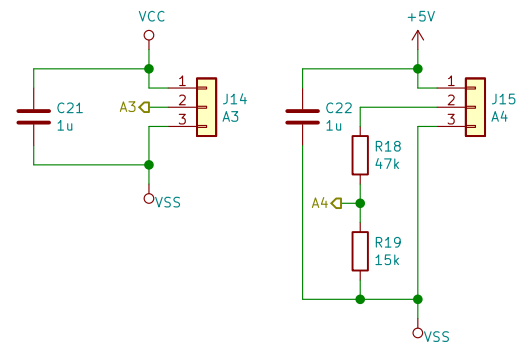 VCC
1
2
3
J14
A3
A3
C21
1u
VSS
+5V
1
2
3
J15
A4
C22
1u
R18
47k
A4
R19
15k
VSS